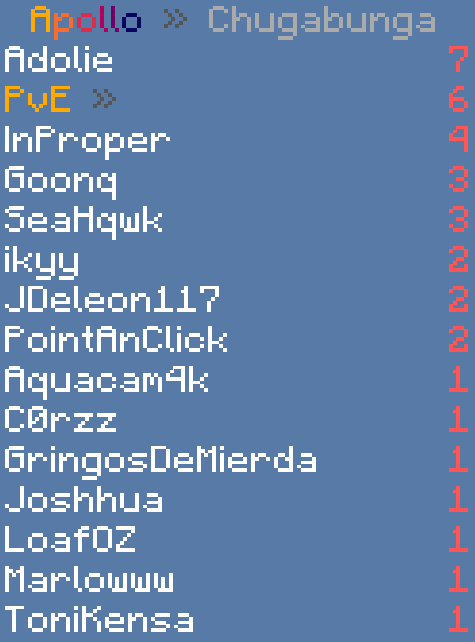 Apollo » Chugabunga
Adolie 7
PvE » 6
InProper 4
Goonq 3
SeaHqwk 3
ikyy 2
JDeleon117 2
PointAnClick 2
Aquacam4k 1
C0rzz 1
GringosDeMierda 1
Joshhua 1
LoafOZ 1
Marlowww 1
ToniKensa 1